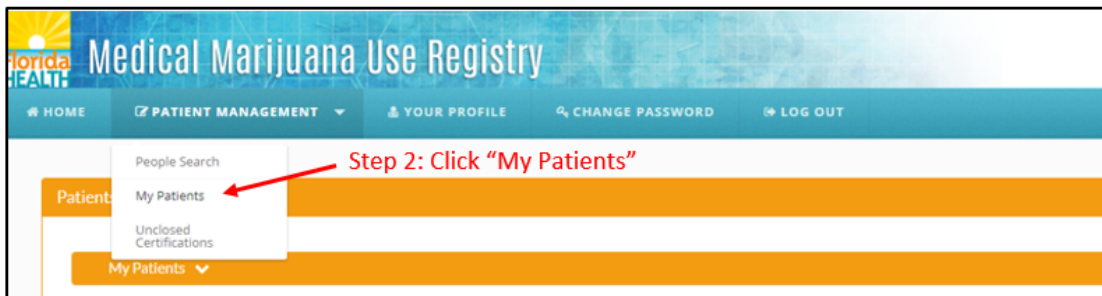 Florida
HEALTH
Medical Marijuana Use Registry
HOME PATIENT MANAGEMENT YOUR PROFILE CHANGE PASSWORD LOG OUT
People Search
Step 2: Click “My Patients”
My Patients
Patients
Unclosed
Certifications
My Patients